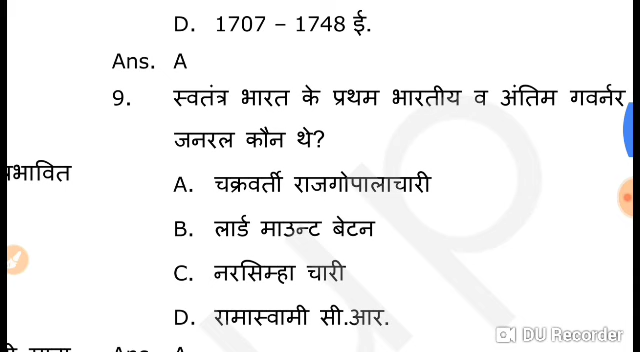 D. 1707 – 1748 ई.
Ans. A
9. स्वतंत्र भारत के प्रथम भारतीय व अंतिम गवर्नर
जनरल कौन थे?
A. चक्रवर्ती राजगोपालाचारी
B. लार्ड माउन्ट बेटन
C. नरसिम्हा चारी
D. रामास्वामी सी.आर.
DU Recorder